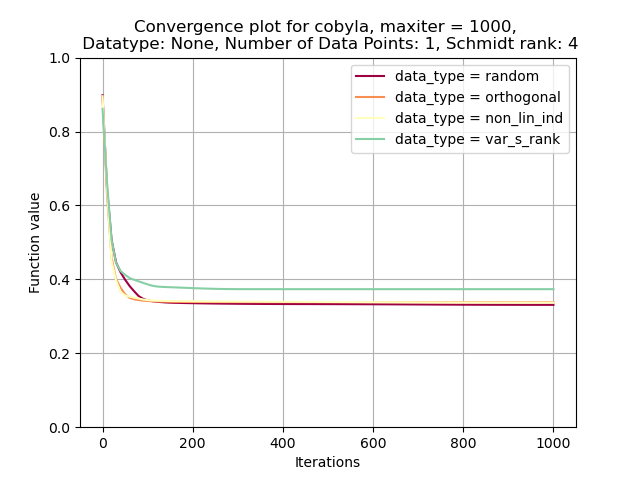 Convergence plot for cobyla, maxiter = 1000,
Datatype: None, Number of Data Points: 1, Schmidt rank: 4
data_type = random
data_type = orthogonal
data_type = non_lin_ind
data_type = var_s_rank
1.0
0.8
0.6
0.4
0.2
0.0
Function value
0 200 400 600 800 1000
Iterations